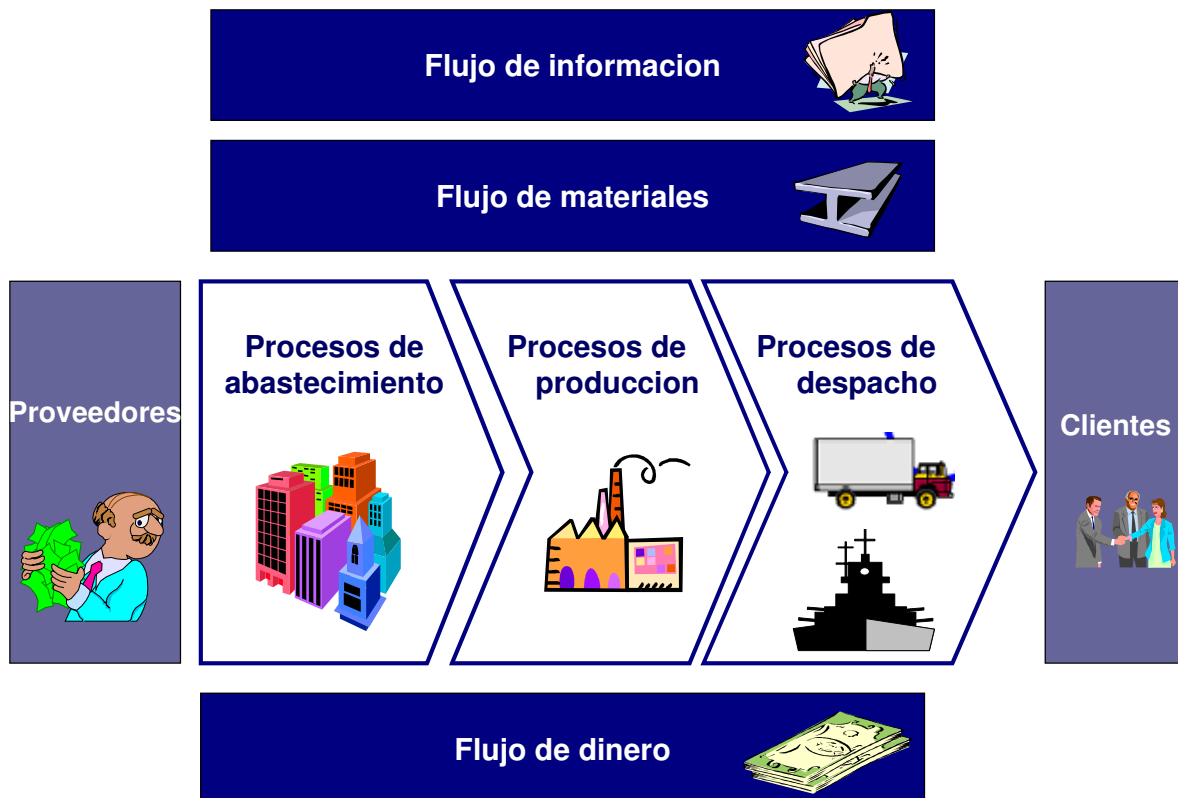 Flujo de informacion
Flujo de materiales
Proveedores
Procesos de
abastecimiento
Procesos de
produccion
Procesos de
despacho
Clientes
Flujo de dinero